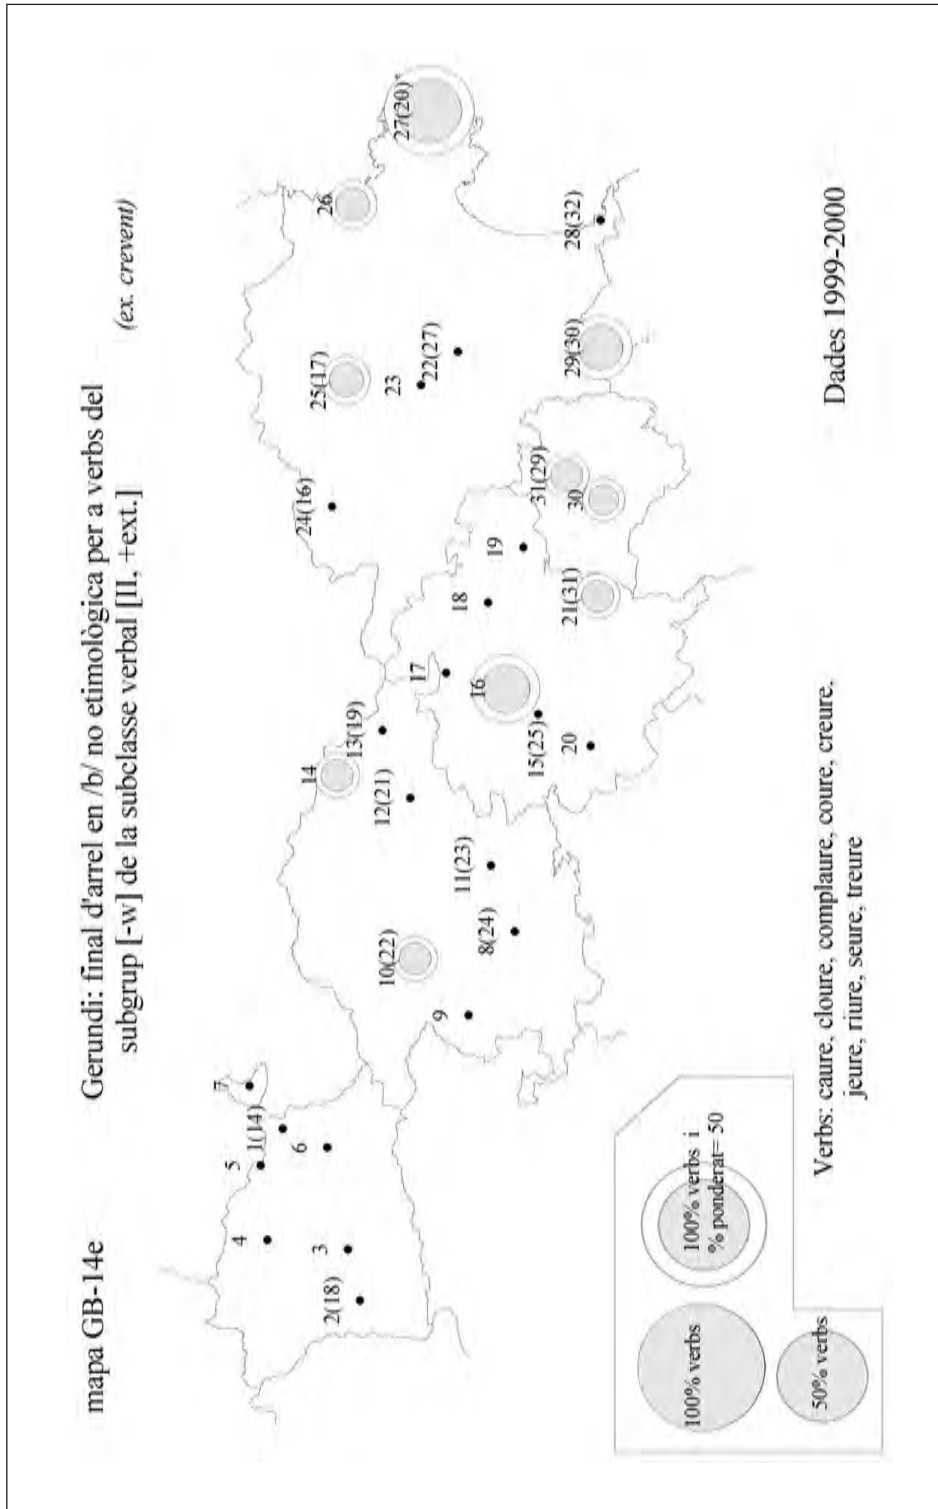 mapa GB-14e
Gerundi: final d'arrel en /b/ no etimològica per a verbs del
subgrup [-w] de la subclasse verbal [II, +ext.]
(ex. crevent)
2(18)
3
4
5
1(14)
6
7
9
10(22)
8(24)
11(23)
12(21)
14
13(19)
20
15(25)
16
17
18
19
21(31)
30
31(29)
24(16)
25(17)
23
22(27)
29(30)
28(32)
26
27(20)*
100% verbs
50% verbs
100% verbs i
% ponderat= 50
Verbs: caure, cloure, complaure, coure, creure,
jeure, riure, seure, treure
Dades 1999-2000